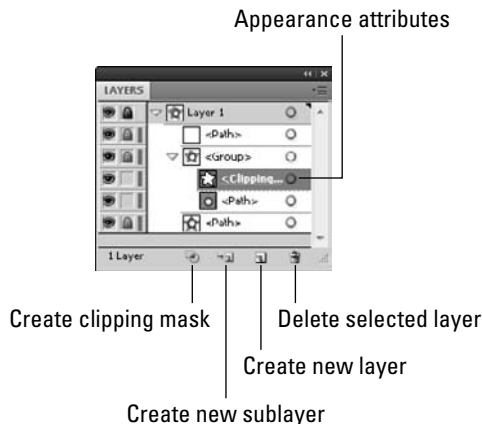 Appearance attributes
LAYERS
Layer 1
<Path>
<Group>
<Clipping...
<Path>
<Path>
1 Layer
Create clipping mask
Delete selected layer
Create new layer
Create new sublayer